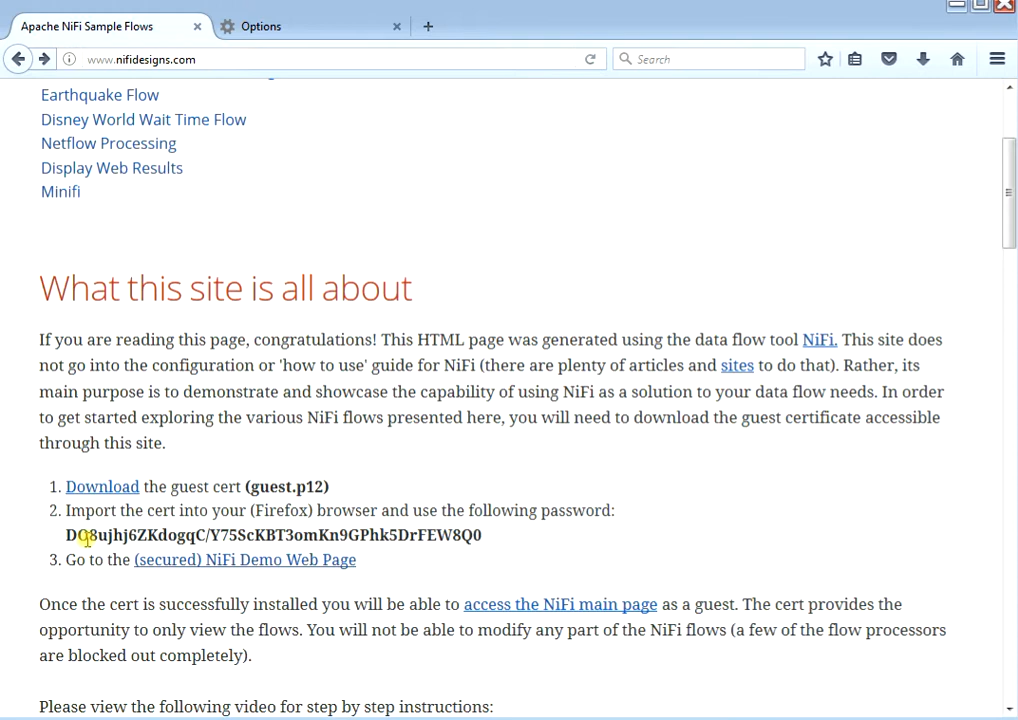 Apache NiFi Sample Flows
Options
www.nifidesigns.com
Search
Earthquake Flow
Disney World Wait Time Flow
Netflow Processing
Display Web Results
Minifi
What this site is all about
If you are reading this page, congratulations! This HTML page was generated using the data flow tool NiFi. This site does
not go into the configuration or 'how to use' guide for NiFi (there are plenty of articles and sites to do that). Rather, its
main purpose is to demonstrate and showcase the capability of using NiFi as a solution to your data flow needs. In order
to get started exploring the various NiFi flows presented here, you will need to download the guest certificate accessible
through this site.
1. Download the guest cert (guest.p12)
2. Import the cert into your (Firefox) browser and use the following password:
DQ8ujhj6ZKdogqC/Y75ScKBT3omKn9GPhk5DrFEW8Q0
3. Go to the (secured) NiFi Demo Web Page
Once the cert is successfully installed you will be able to access the NiFi main page as a guest. The cert provides the
opportunity to only view the flows. You will not be able to modify any part of the NiFi flows (a few of the flow processors
are blocked out completely).
Please view the following video for step by step instructions: